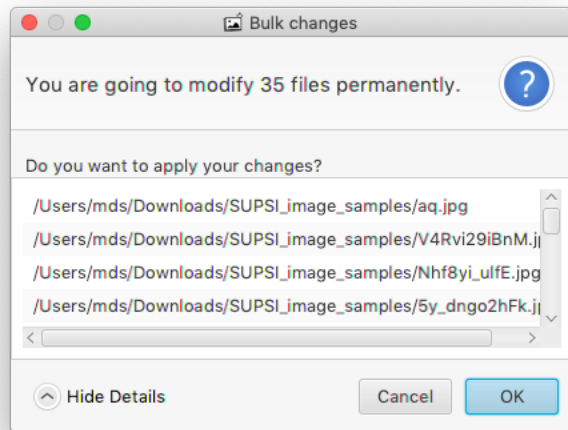 Bulk changes
You are going to modify 35 files permanently.
Do you want to apply your changes?
/Users/mds/Downloads/SUPSI_image_samples/aq.jpg
/Users/mds/Downloads/SUPSI_image_samples/V4Rvi29iBnM.j
/Users/mds/Downloads/SUPSI_image_samples/Nhf8yi_ulfE.jpg
/Users/mds/Downloads/SUPSI_image_samples/5y_dngo2hFk.j
Hide Details
Cancel
OK